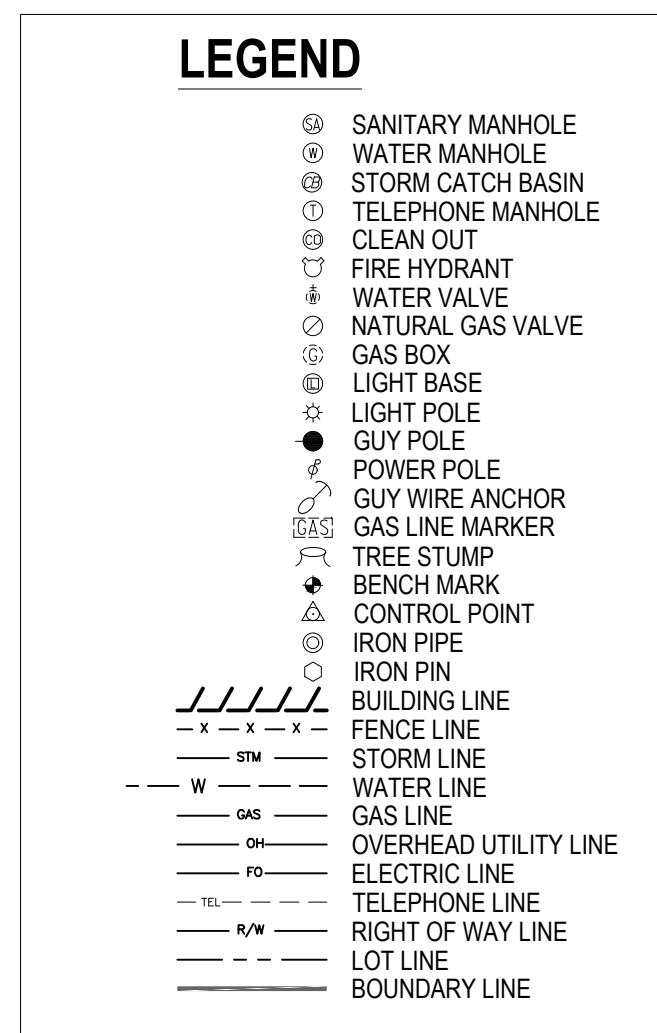 LEGEND
SA SANITARY MANHOLE
W WATER MANHOLE
CB STORM CATCH BASIN
T TELEPHONE MANHOLE
CO CLEAN OUT
FIRE HYDRANT
W WATER VALVE
NATURAL GAS VALVE
G GAS BOX
L LIGHT BASE
LIGHT POLE
GUY POLE
P POWER POLE
GUY WIRE ANCHOR
GAS GAS LINE MARKER
TREE STUMP
BENCH MARK
CONTROL POINT
IRON PIPE
IRON PIN
BUILDING LINE
X X X FENCE LINE
STM STORM LINE
W WATER LINE
GAS GAS LINE
OH OVERHEAD UTILITY LINE
FO ELECTRIC LINE
TEL TELEPHONE LINE
R/W RIGHT OF WAY LINE
LOT LINE
BOUNDARY LINE